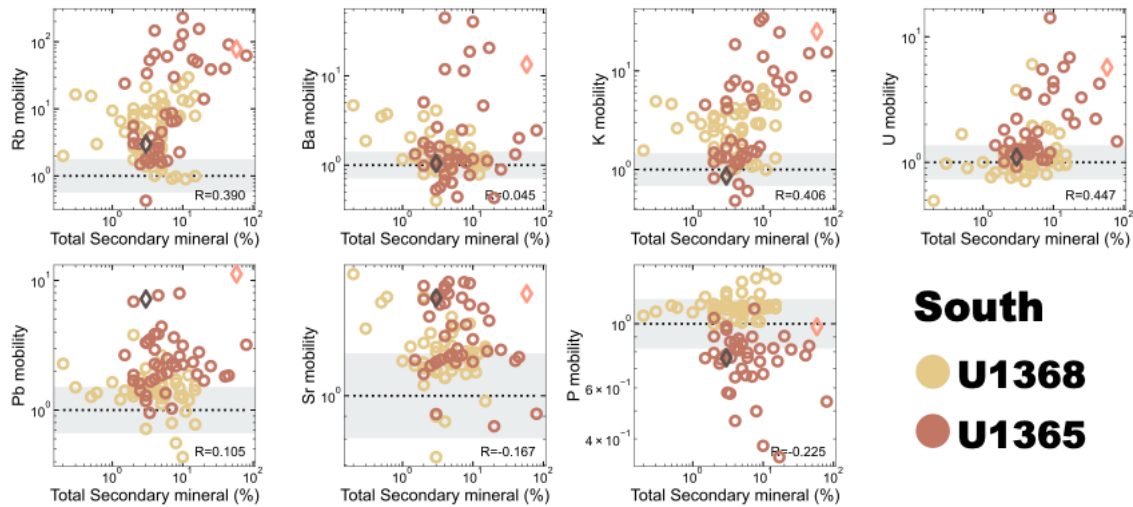 Rb mobility
10²
10¹
10⁰
R=0.390
10⁰ 10¹ 10²
Total Secondary mineral (%)
Ba mobility
10¹
10⁰
R=0.045
10⁰ 10¹ 10²
Total Secondary mineral (%)
K mobility
10¹
10⁰
R=0.406
10⁰ 10¹ 10²
Total Secondary mineral (%)
U mobility
10¹
10⁰
R=0.447
10⁰ 10¹ 10²
Total Secondary mineral (%)
Pb mobility
10¹
10⁰
R=0.105
10⁰ 10¹ 10²
Total Secondary mineral (%)
Sr mobility
10⁰
R=-0.167
10⁰ 10¹ 10²
Total Secondary mineral (%)
P mobility
10⁰
6 × 10⁻¹
4 × 10⁻¹
R=-0.225
10⁰ 10¹ 10²
Total Secondary mineral (%)
South
U1368
U1365